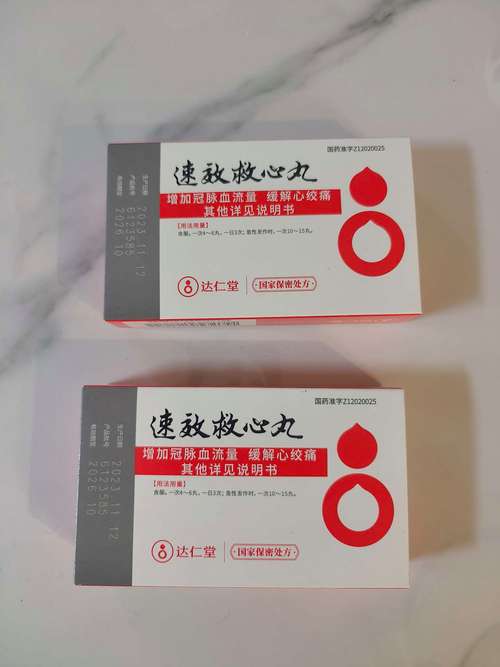 国药准字Z12020025
速效救心丸
增加冠脉血流量 缓解心绞痛
其他详见说明书
【用法用量】
含服。一次4～6丸，一日3次；急性发作时，一次10～15丸。
达仁堂
国家保密处方
生产日期 2023 11 12
产品批号 6123585
有效期至 2026 10
国药准字Z12020025
速效救心丸
增加冠脉血流量 缓解心绞痛
其他详见说明书
【用法用量】
含服。一次4～6丸，一日3次；急性发作时，一次10～15丸。
达仁堂
国家保密处方
生产日期 2023 11 12
产品批号 6123585
有效期至 2026 10